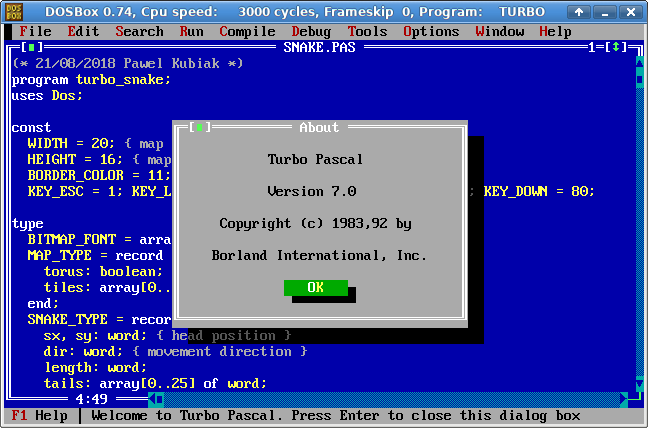 DOSBox 0.74, Cpu speed: 3000 cycles, Frameskip 0, Program: TURBO
File Edit Search Run Compile Debug Tools Options Window Help
SNAKE.PAS 1=[↕]
(* 21/08/2018 Pawel Kubiak *)
program turbo_snake;
uses Dos;
const
WIDTH = 20; { map
HEIGHT = 16; { map
BORDER_COLOR = 11;
KEY_ESC = 1; KEY_L ; KEY_DOWN = 80;
type
BITMAP_FONT = arra
MAP_TYPE = record
torus: boolean;
tiles: array[0..
end;
SNAKE_TYPE = recor
sx, sy: word; { head position }
dir: word; { movement direction }
length: word;
tails: array[0..25] of word;
4:49
About
Turbo Pascal
Version 7.0
Copyright (c) 1983,92 by
Borland International, Inc.
OK
F1 Help | Welcome to Turbo Pascal. Press Enter to close this dialog box